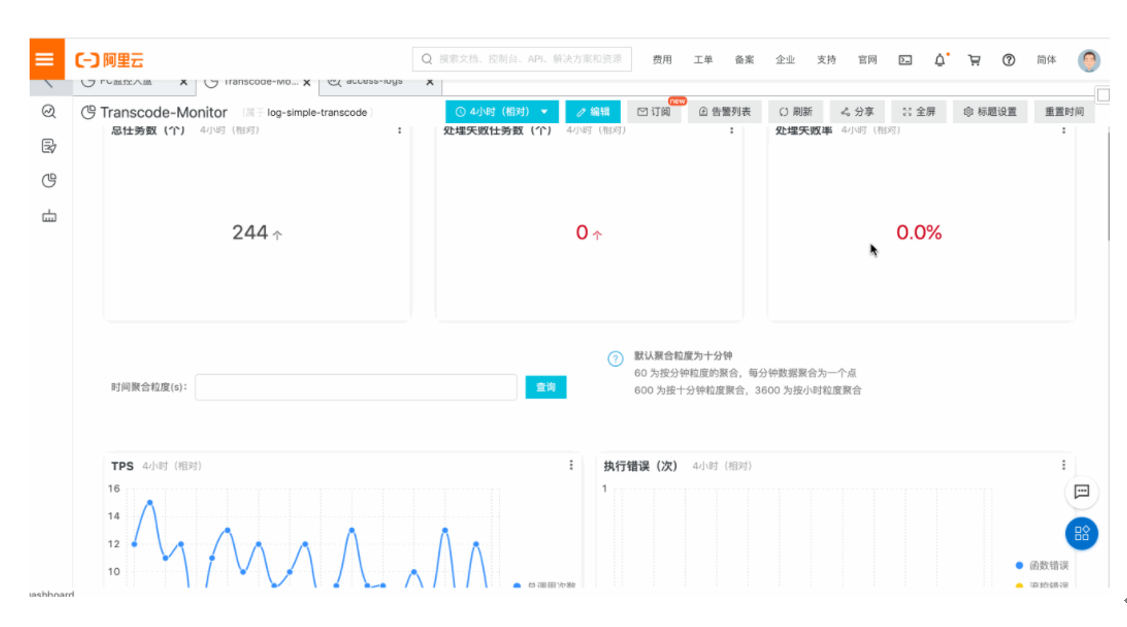 阿里云
搜索文档、控制台、API、解决方案和资源
费用 工单 备案 企业 支持 官网 简体
FC监控大盘 Transcode-Mo... access-logs
Transcode-Monitor (属于 log-simple-transcode)
4小时（相对） 编辑 订阅 new 告警列表 刷新 分享 全屏 标题设置 重置时间
总任务数（个） 4小时（相对）
244 个
处理失败任务数（个） 4小时（相对）
0 个
处理失败率 4小时（相对）
0.0%
时间聚合粒度(s):
查询
默认聚合粒度为十分钟
60 为按分钟粒度的聚合，每分钟数据聚合为一个点
600 为按十分钟粒度聚合，3600 为按小时粒度聚合
TPS 4小时（相对）
16
14
12
10
总调用次数
执行错误（次） 4小时（相对）
1
函数错误
流控错误
ashboard